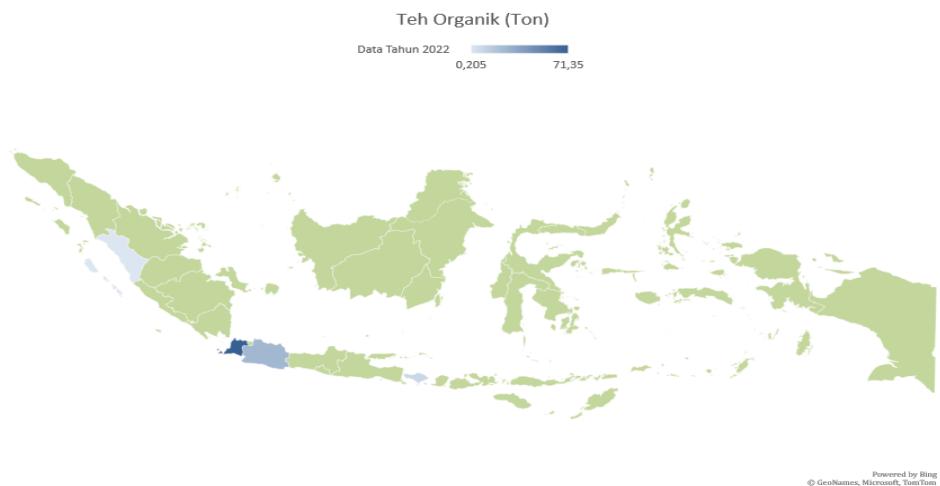 Teh Organik (Ton)
Data Tahun 2022
0,205 71,35
Powered by Bing
© GeoNames, Microsoft, TomTom